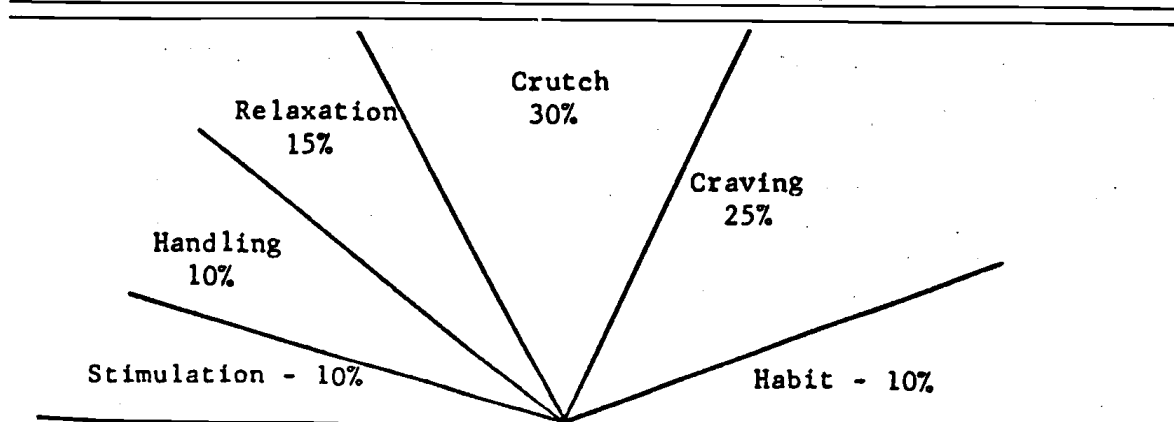 Crutch
30%
Relaxation
15%
Craving
25%
Handling
10%
Stimulation - 10%
Habit - 10%